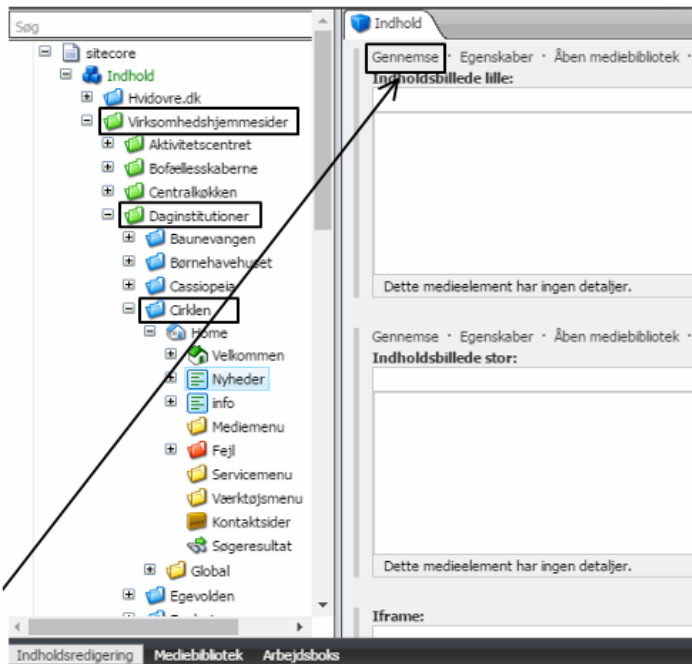 Søg
sitecore
Indhold
Hvidovre.dk
Virksomhedshjemmesider
Aktivitetscentret
Bofællesskaberne
Centralkøkken
Daginstitutioner
Baunevangen
Børnehavehuset
Cassiopeia
Cirklen
Home
Velkommen
Nyheder
info
Mediemenu
Fejl
Servicemenu
Værktøjsmenu
Kontaktsider
Søgeresultat
Global
Egevolden
Indholdsredigering Mediebibliotek Arbejdsboks
Indhold
Gennemse · Egenskaber · Åben mediebibliotek ·
Indholdsbillede lille:
Dette medieelement har ingen detaljer.
Gennemse · Egenskaber · Åben mediebibliotek ·
Indholdsbillede stor:
Dette medieelement har ingen detaljer.
Iframe: